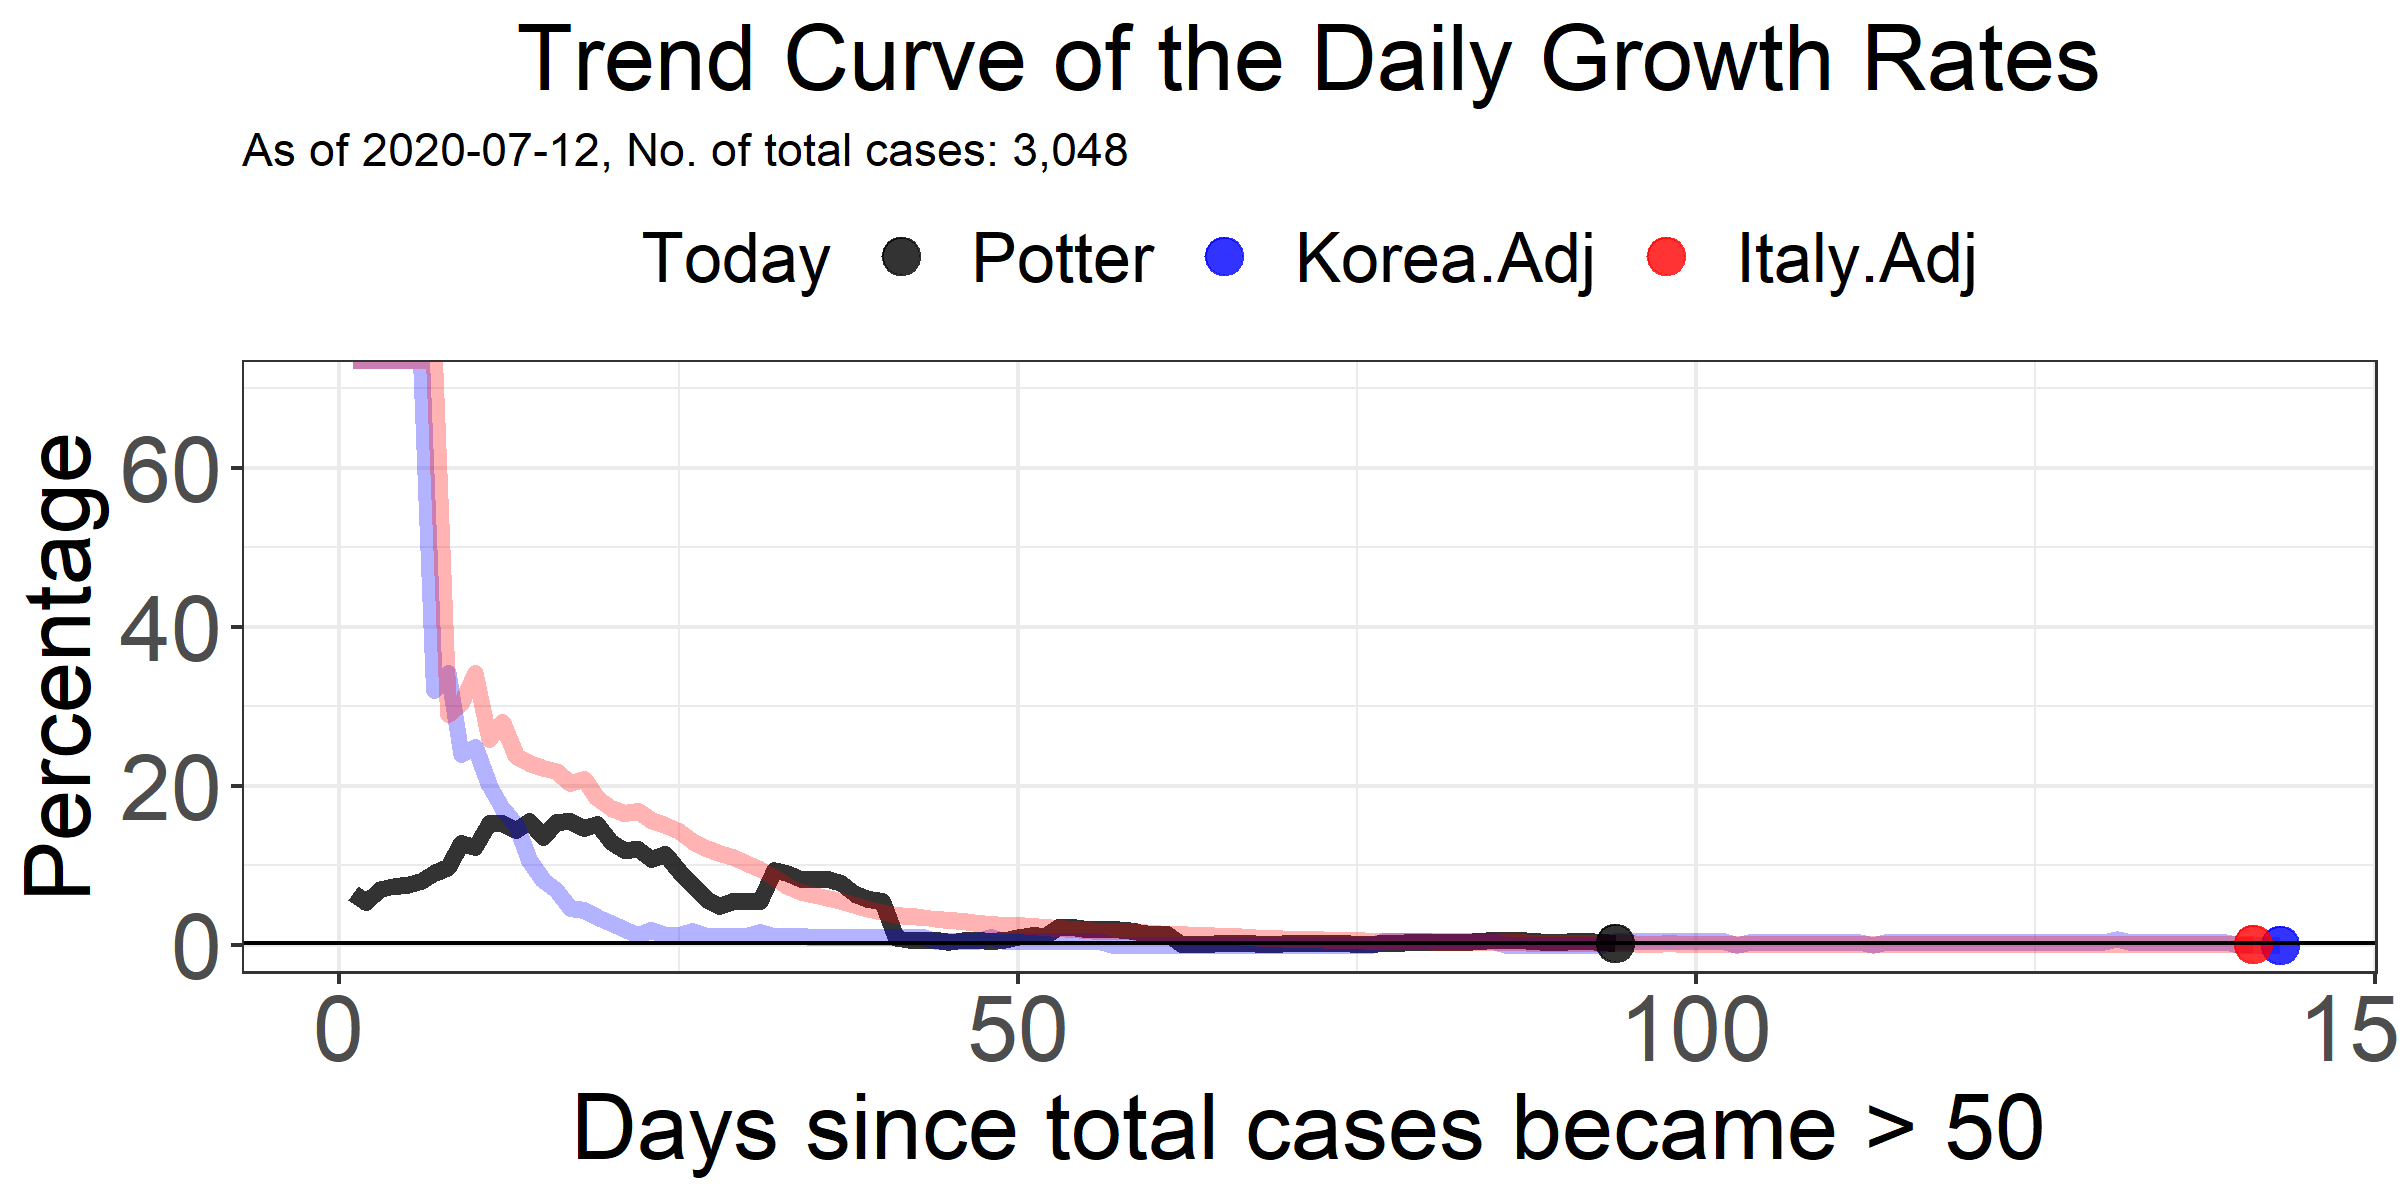 Trend Curve of the Daily Growth Rates
As of 2020-07-12, No. of total cases: 3,048
Today Potter Korea.Adj Italy.Adj
Percentage
60
40
20
0
0 50 100 15
Days since total cases became > 50